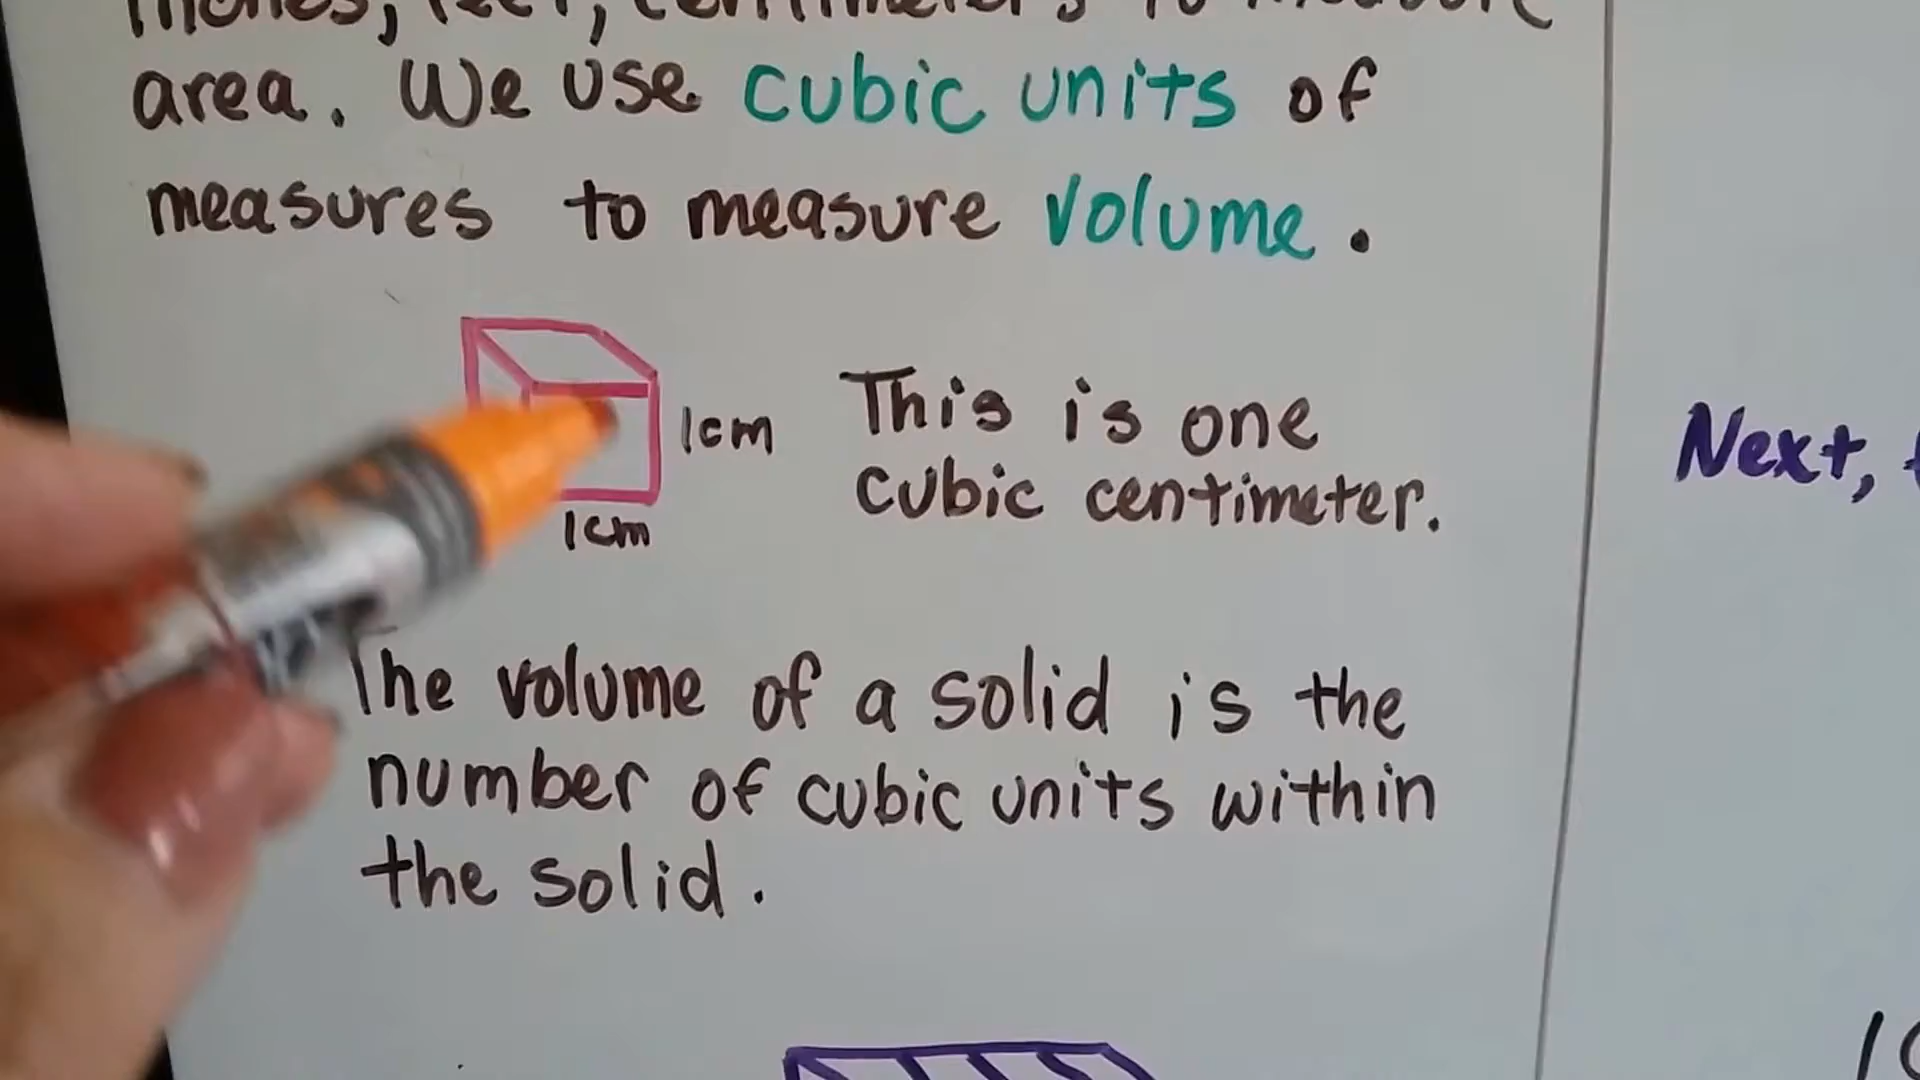 area. We use cubic units of
measures to measure volume.
1cm
This is one
cubic centimeter.
1cm
The volume of a solid is the
number of cubic units within
the solid.
Next,